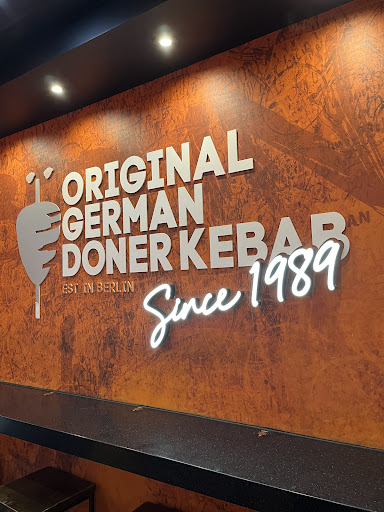 ORIGINAL
GERMAN
DONER KEBAB
EST IN BERLIN
Since 1989